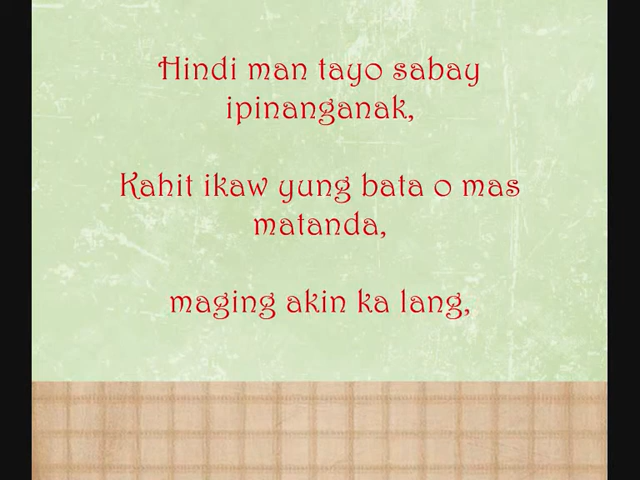 Hindi man tayo sabay
ipinanganak,
Kahit ikaw yung bata o mas
matanda,
maging akin ka lang,